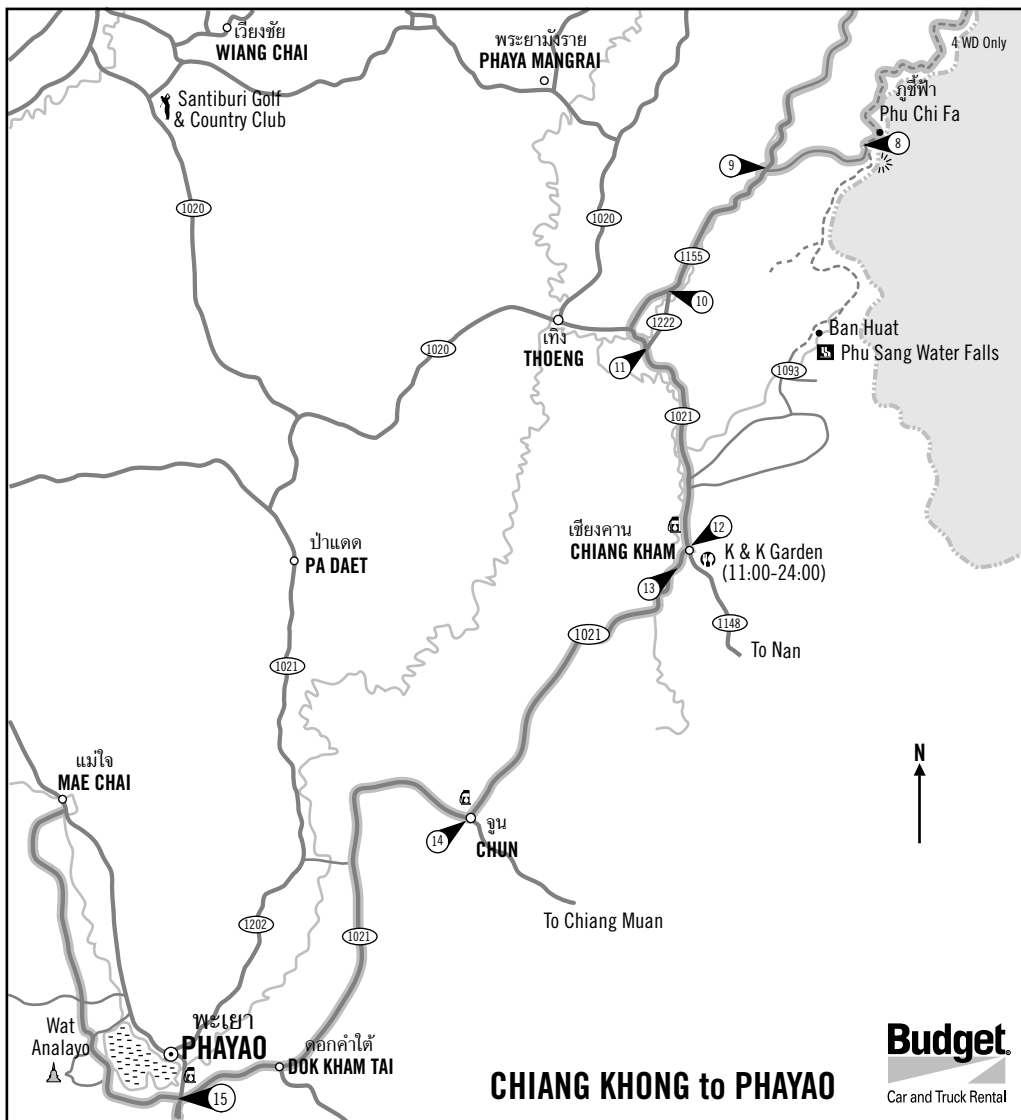 เวียงชัย
WIANG CHAI
พระยามังราย
PHAYA MANGRAI
4 WD Only
ภูชี้ฟ้า
Phu Chi Fa
Santiburi Golf
& Country Club
8
9
1020
1020
1155
10
1222
เทิง
THOENG
11
1020
Ban Huat
Phu Sang Water Falls
1093
1021
เชียงคาน
CHIANG KHAM
12
K & K Garden
(11:00-24:00)
13
1148
To Nan
ป่าแดด
PA DAET
1021
1021
N
แม่ใจ
MAE CHAI
14
จูน
CHUN
To Chiang Muan
1202
1021
Wat
Analayo
พะเยา
PHAYAO
ดอกคำใต้
DOK KHAM TAI
15
CHIANG KHONG to PHAYAO
Budget
Car and Truck Rental